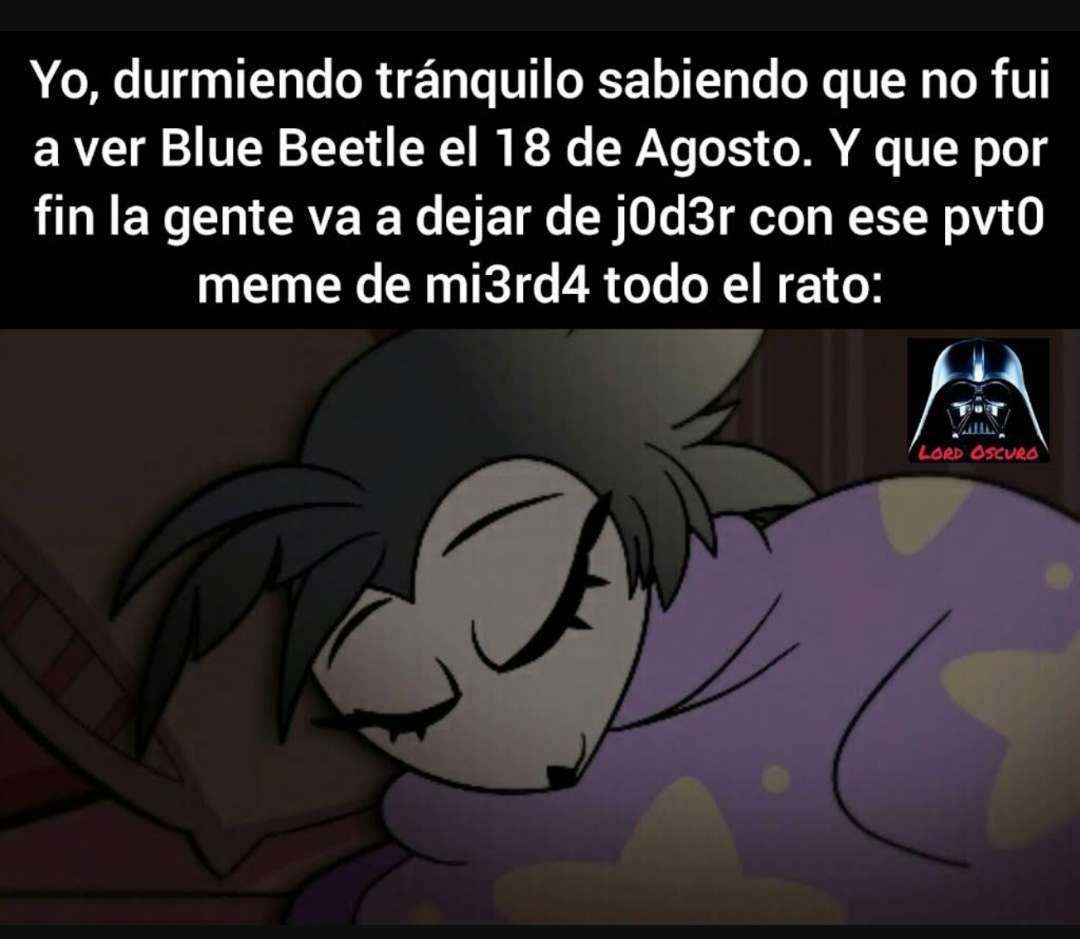 Yo, durmiendo tránquilo sabiendo que no fui
a ver Blue Beetle el 18 de Agosto. Y que por
fin la gente va a dejar de j0d3r con ese pvt0
meme de mi3rd4 todo el rato:
LORD OSCURO